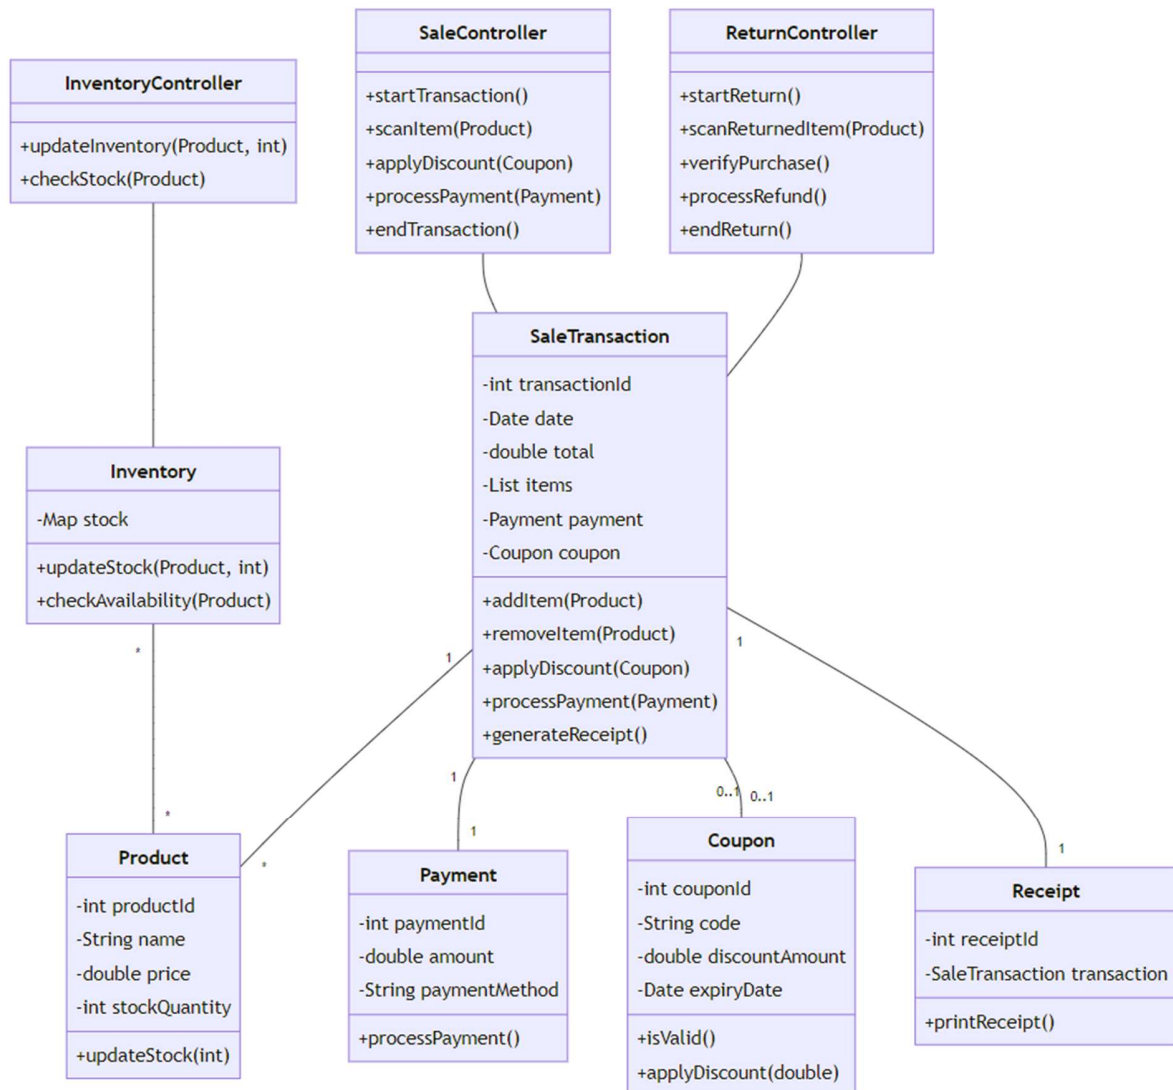 SaleController
+startTransaction()
+scanItem(Product)
+applyDiscount(Coupon)
+processPayment(Payment)
+endTransaction()
ReturnController
+startReturn()
+scanReturnedItem(Product)
+verifyPurchase()
+processRefund()
+endReturn()
InventoryController
+updateInventory(Product, int)
+checkStock(Product)
SaleTransaction
-int transactionId
-Date date
-double total
-List items
-Payment payment
-Coupon coupon
+addItem(Product)
+removeItem(Product)
+applyDiscount(Coupon)
+processPayment(Payment)
+generateReceipt()
Inventory
-Map stock
+updateStock(Product, int)
+checkAvailability(Product)
*
1
1
1
0..1
0..1
*
*
1
1
Product
-int productId
-String name
-double price
-int stockQuantity
+updateStock(int)
Payment
-int paymentId
-double amount
-String paymentMethod
+processPayment()
Coupon
-int couponId
-String code
-double discountAmount
-Date expiryDate
+isValid()
+applyDiscount(double)
Receipt
-int receiptId
-SaleTransaction transaction
+printReceipt()